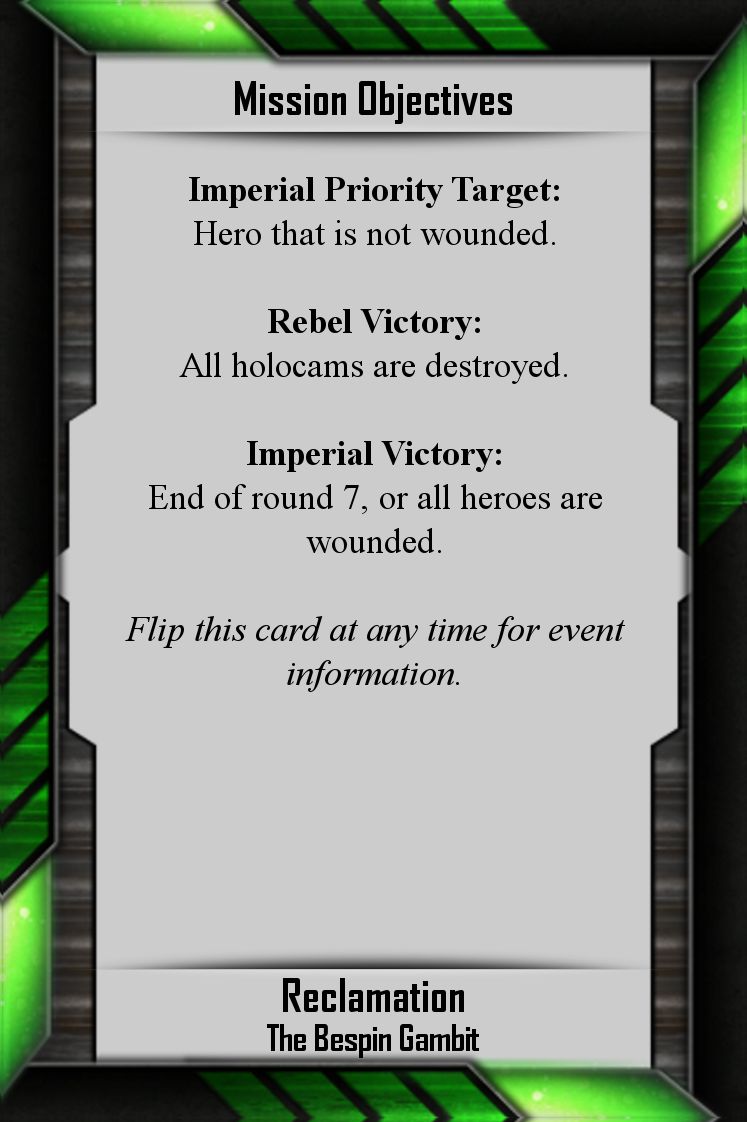 Mission Objectives
Imperial Priority Target:
Hero that is not wounded.
Rebel Victory:
All holocams are destroyed.
Imperial Victory:
End of round 7, or all heroes are
wounded.
Flip this card at any time for event
information.
Reclamation
The Bespin Gambit